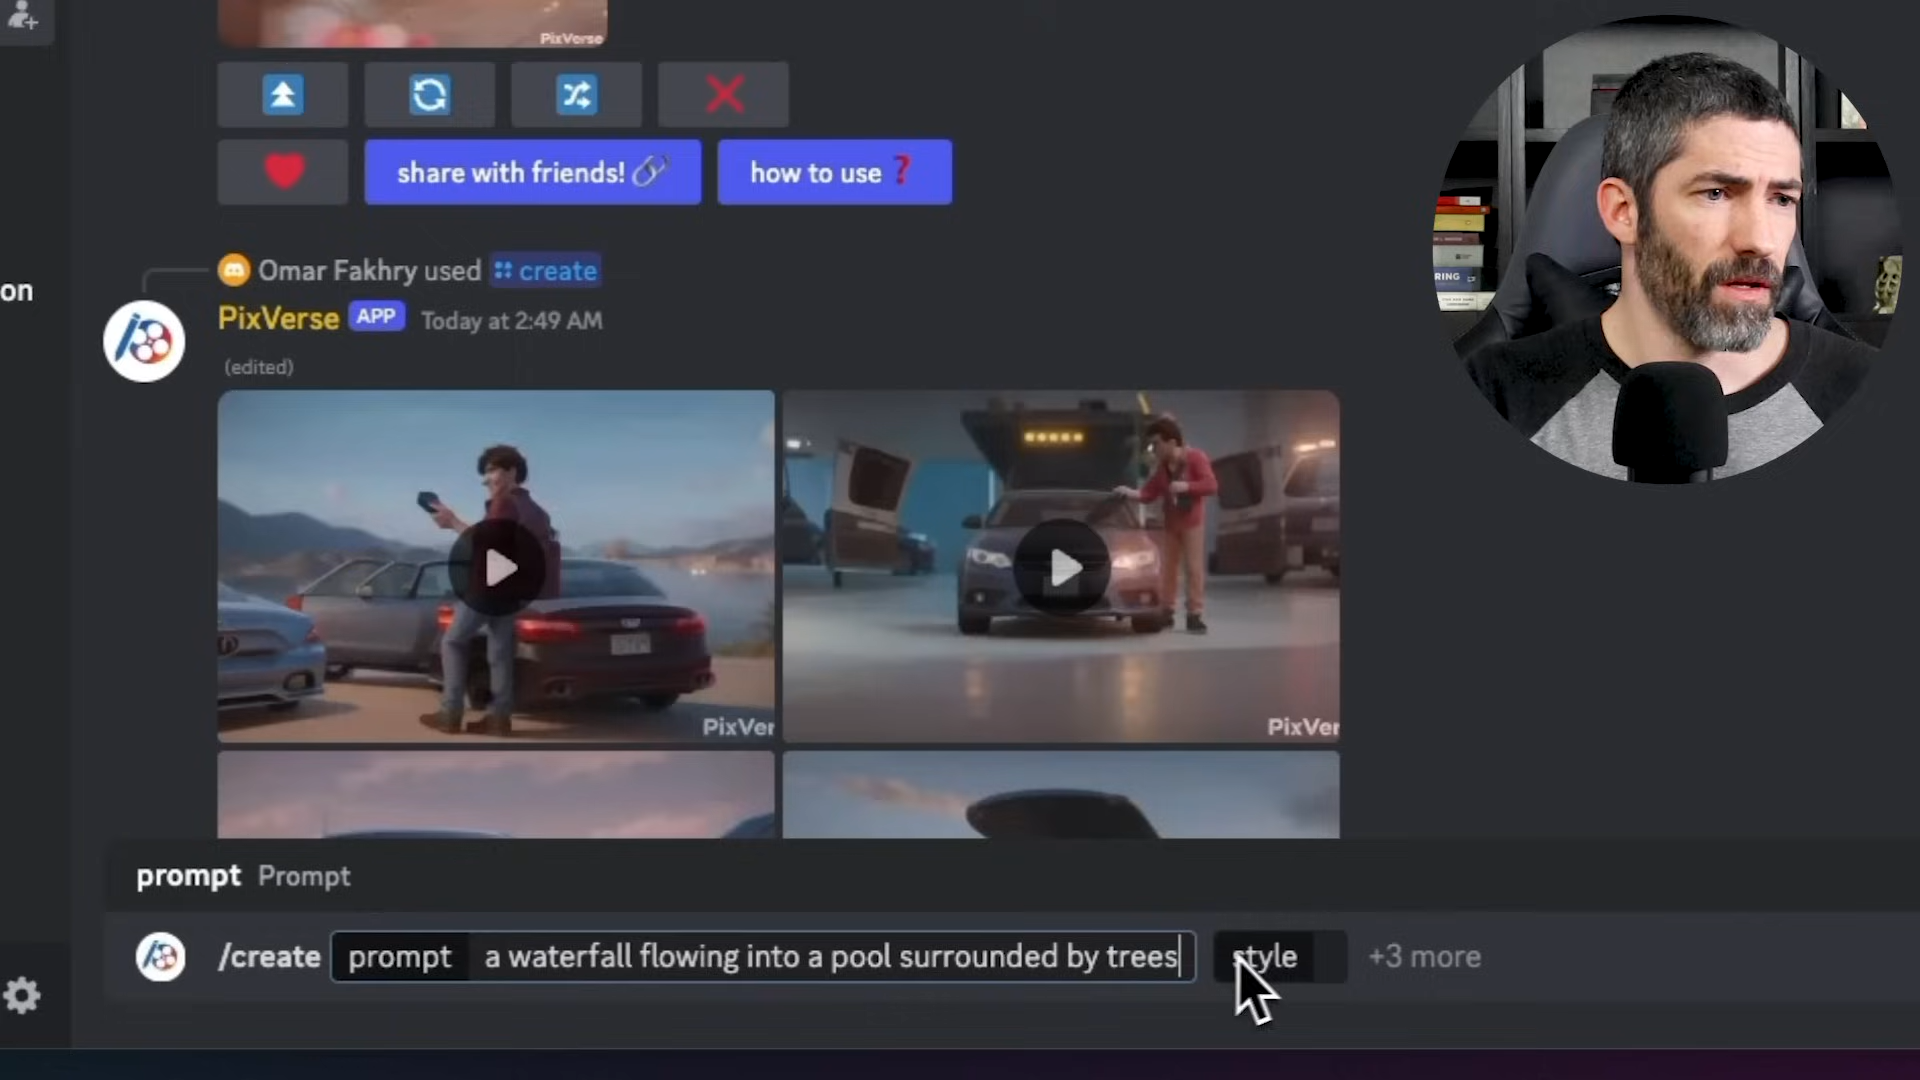 PixVerse
share with friends!
how to use ?
on
Omar Fakhry used create
PixVerse APP Today at 2:49 AM
(edited)
RING
PixVer
PixVer
prompt Prompt
/create prompt a waterfall flowing into a pool surrounded by trees style +3 more